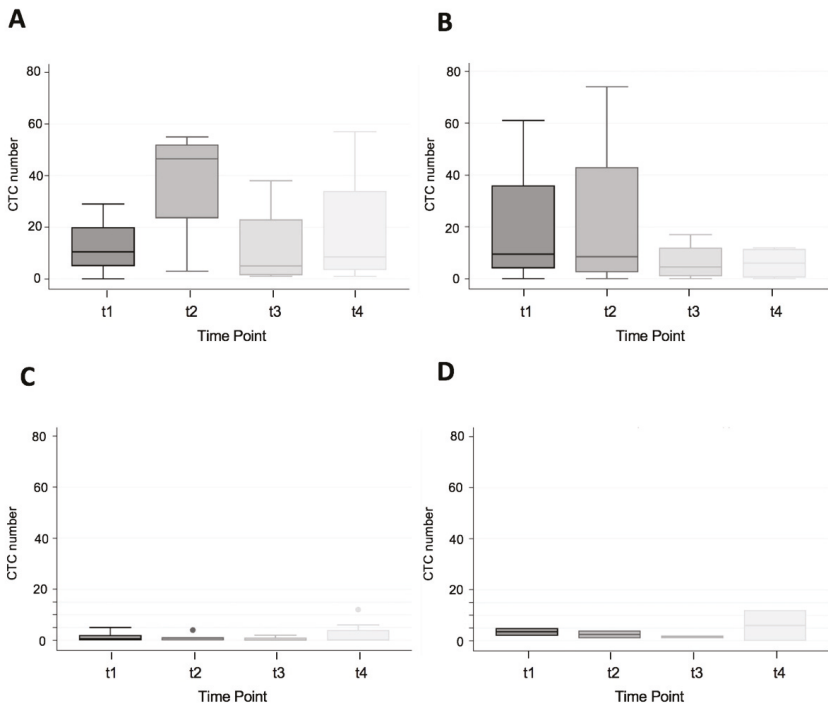 A
80
60
40
20
0
CTC number
t1 t2 t3 t4
Time Point
B
80
60
40
20
0
CTC number
t1 t2 t3 t4
Time Point
C
80
60
40
20
0
CTC number
t1 t2 t3 t4
Time Point
D
80
60
40
20
0
CTC number
t1 t2 t3 t4
Time Point